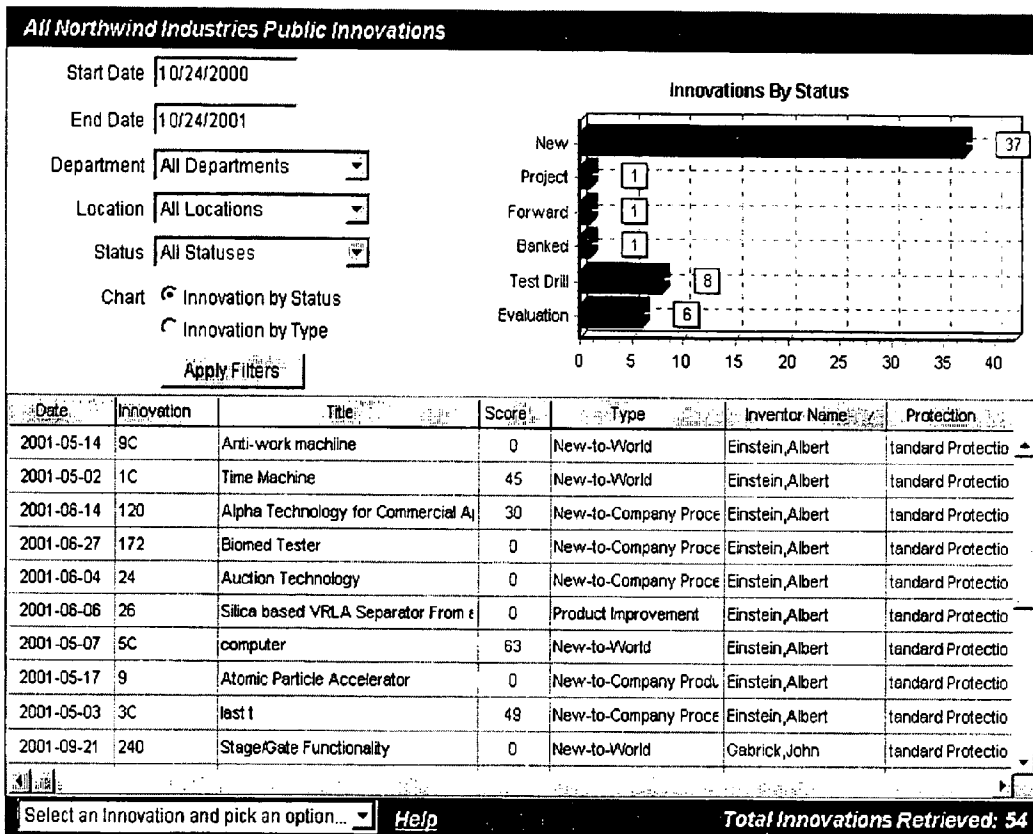 All Northwind Industries Public Innovations
Start Date 10/24/2000
End Date 10/24/2001
Department All Departments
Location All Locations
Status All Statuses
Chart Innovation by Status
Innovation by Type
Apply Filters
Innovations By Status
New 37
Project 1
Forward 1
Banked 1
Test Drill 8
Evaluation 6
0 5 10 15 20 25 30 35 40
Date Innovation Title Score Type Inventor Name Protection
2001-05-14 9C Anti-work machiine 0 New-to-World Einstein,Albert tandard Protectio
2001-05-02 1C Time Machine 45 New-to-World Einstein,Albert tandard Protectio
2001-06-14 120 Alpha Technology for Commercial A 30 New-to-Company Proce Einstein,Albert tandard Protectio
2001-06-27 172 Biomed Tester 0 New-to-Company Proce Einstein,Albert tandard Protectio
2001-06-04 24 Auction Technology 0 New-to-Company Proce Einstein,Albert tandard Protectio
2001-06-06 26 Silica based VRLA Separator From 0 Product Improvement Einstein,Albert tandard Protectio
2001-05-07 5C computer 63 New-to-World Einstein,Albert tandard Protectio
2001-05-17 9 Atomic Particle Accelerator 0 New-to-Company Produ Einstein,Albert tandard Protectio
2001-05-03 3C last t 49 New-to-Company Proce Einstein,Albert tandard Protectio
2001-09-21 240 Stage/Gate Functionality 0 New-to-World Gabrick,John tandard Protectio
Select an Innovation and pick an option... Help Total Innovations Retrieved: 54